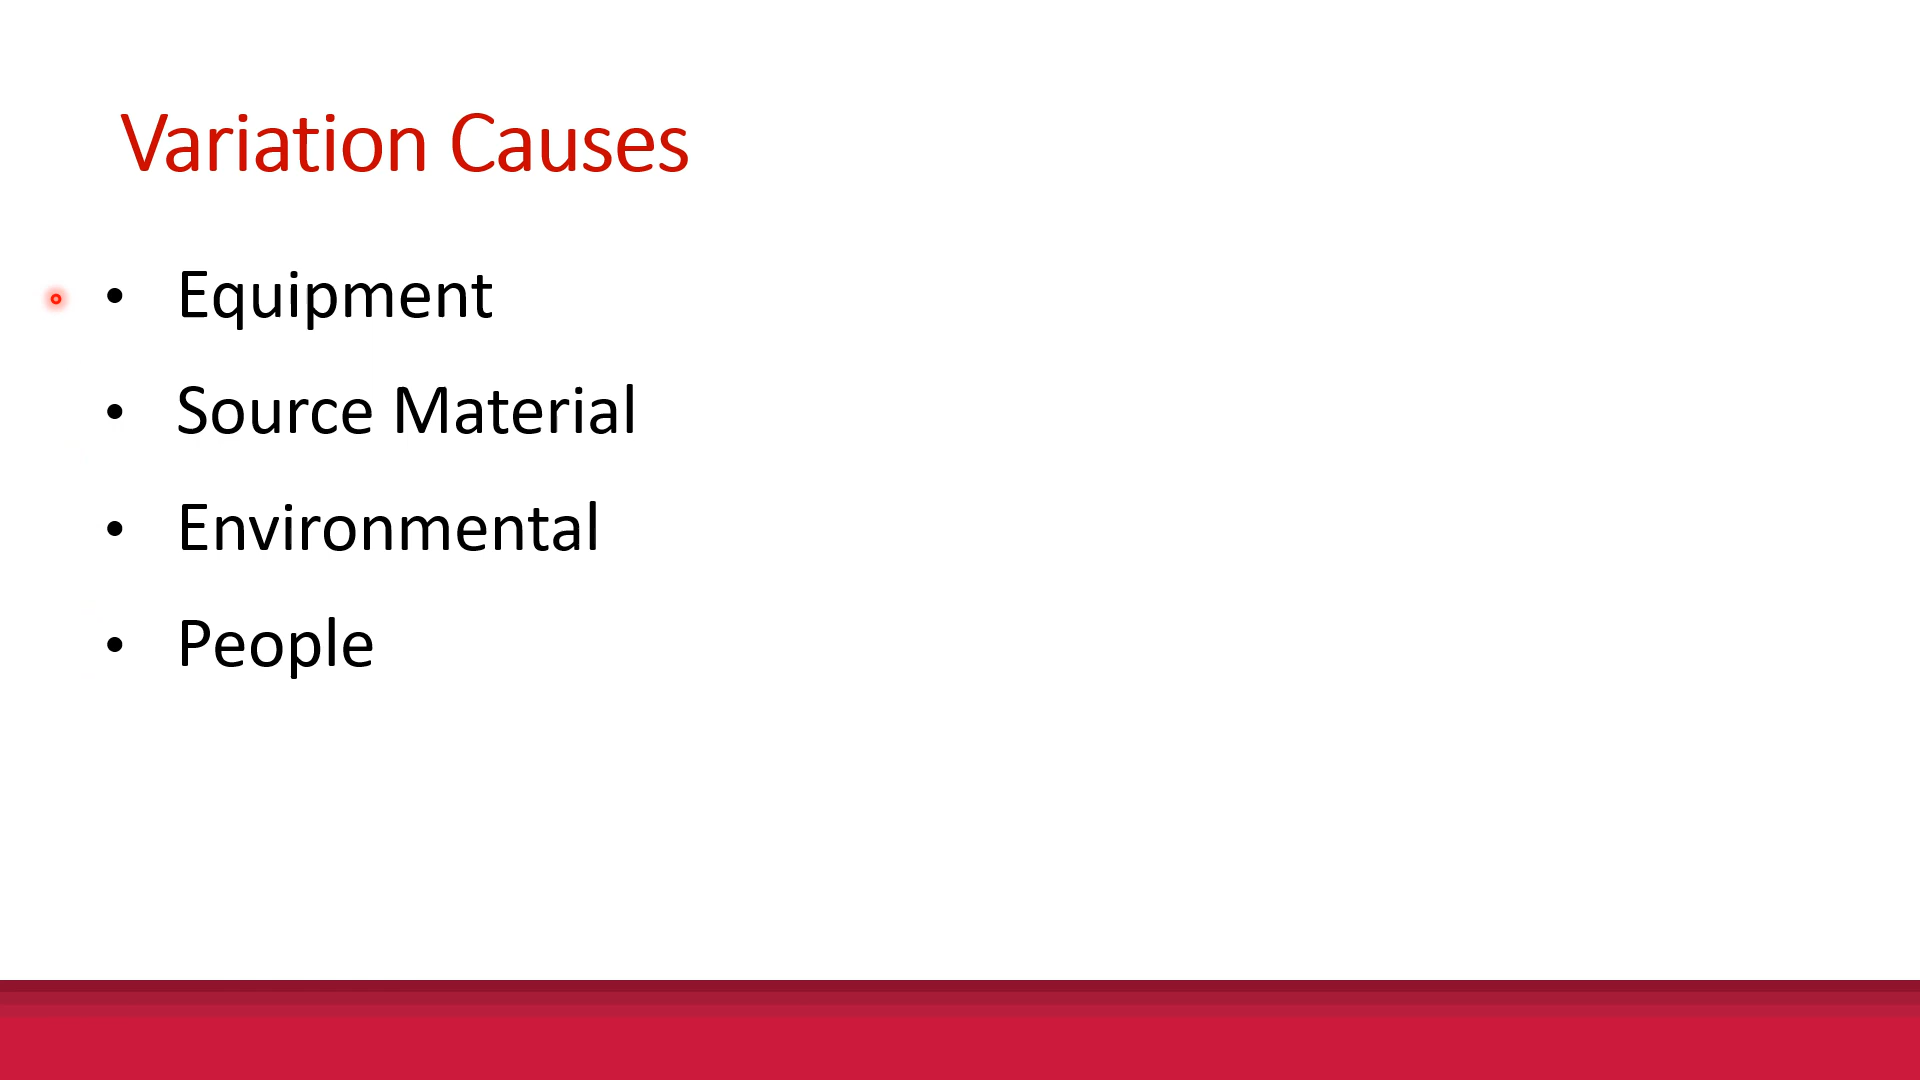 Variation Causes
• Equipment
• Source Material
• Environmental
• People